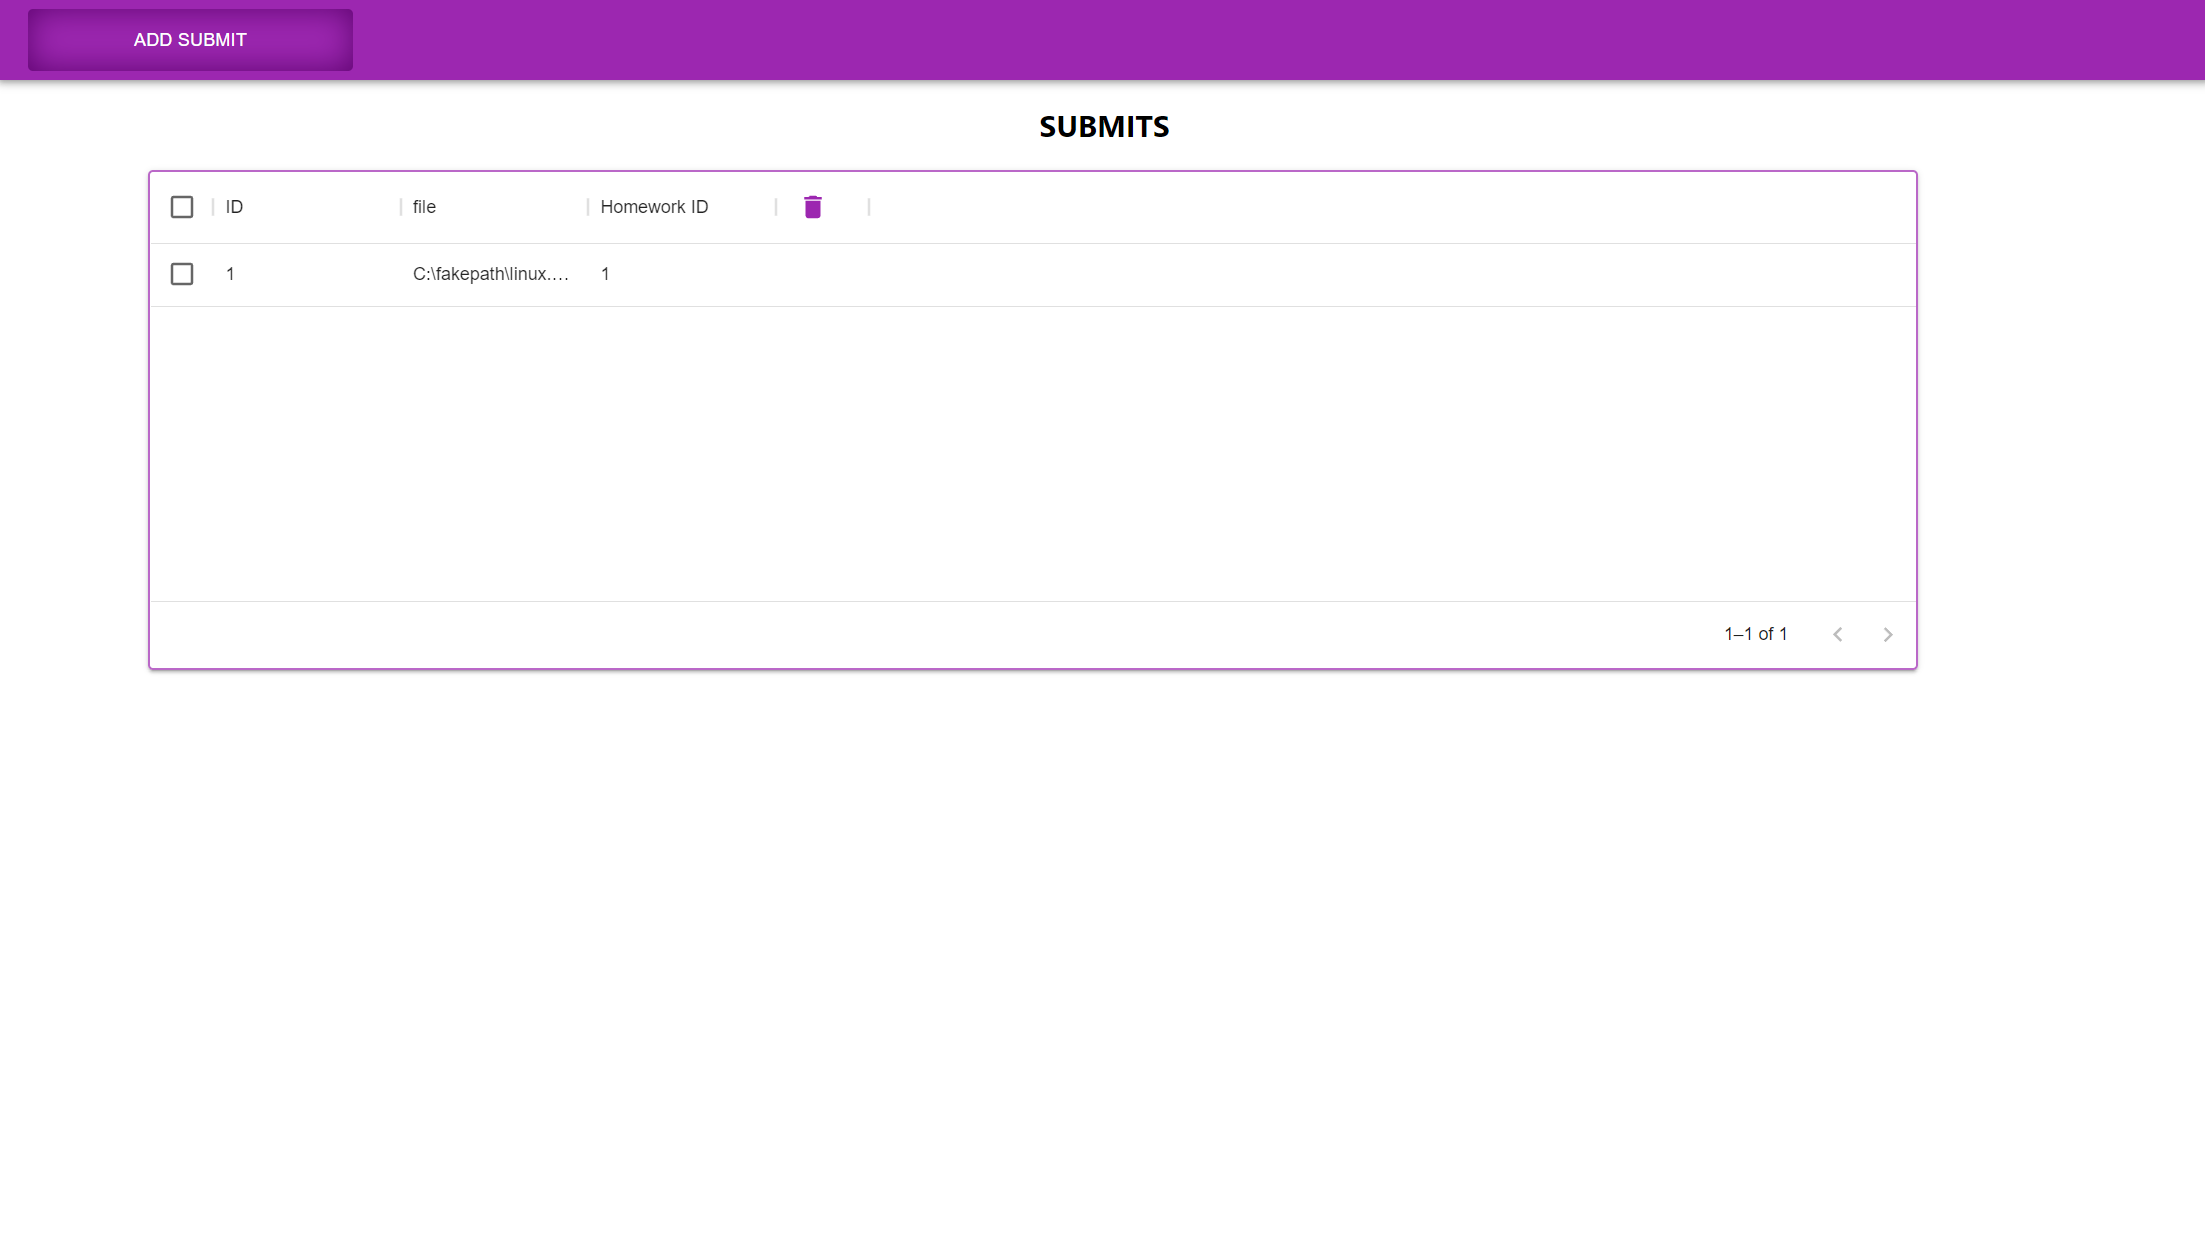 ADD SUBMIT
SUBMITS
ID file Homework ID
1 C:\fakepath\linux.... 1
1–1 of 1